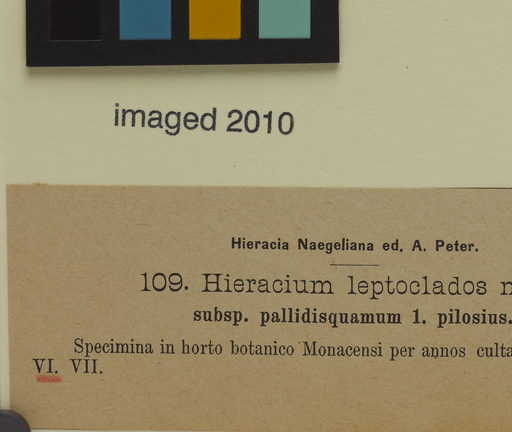 imaged 2010
Hieracia Naegeliana ed. A. Peter.
109. Hieracium leptoclados
subsp. pallidisquamum 1. pilosius.
Specimina in horto botanico Monacensi per annos
VI. VII.